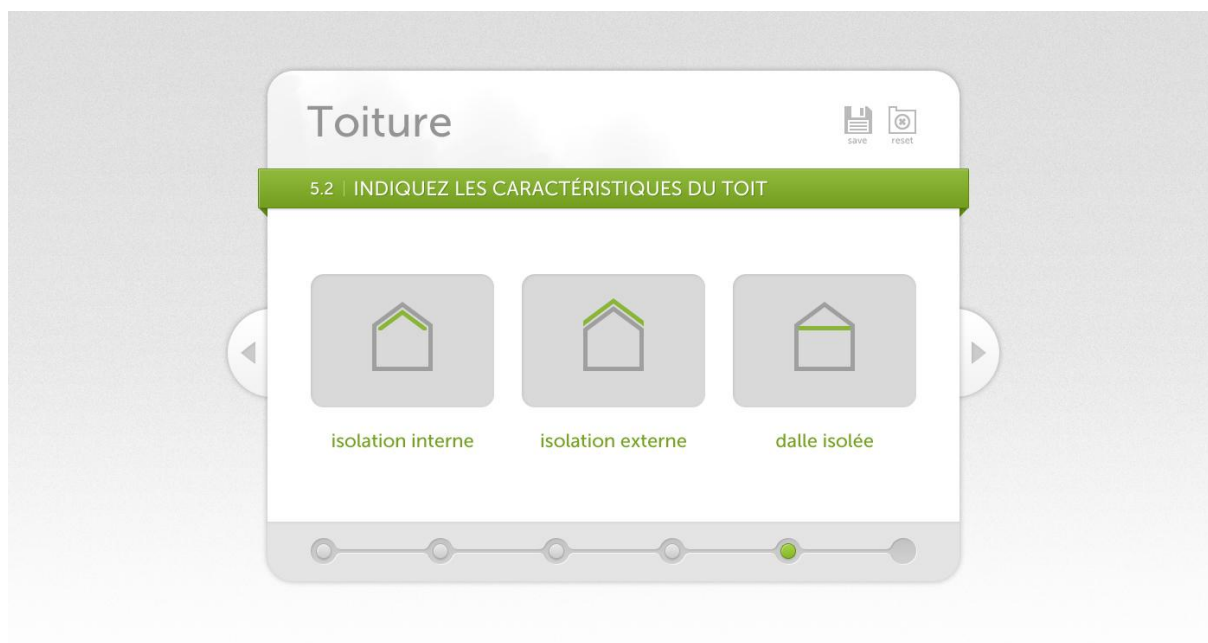 Toiture
save
reset
5.2 | INDIQUEZ LES CARACTÉRISTIQUES DU TOIT
isolation interne
isolation externe
dalle isolée